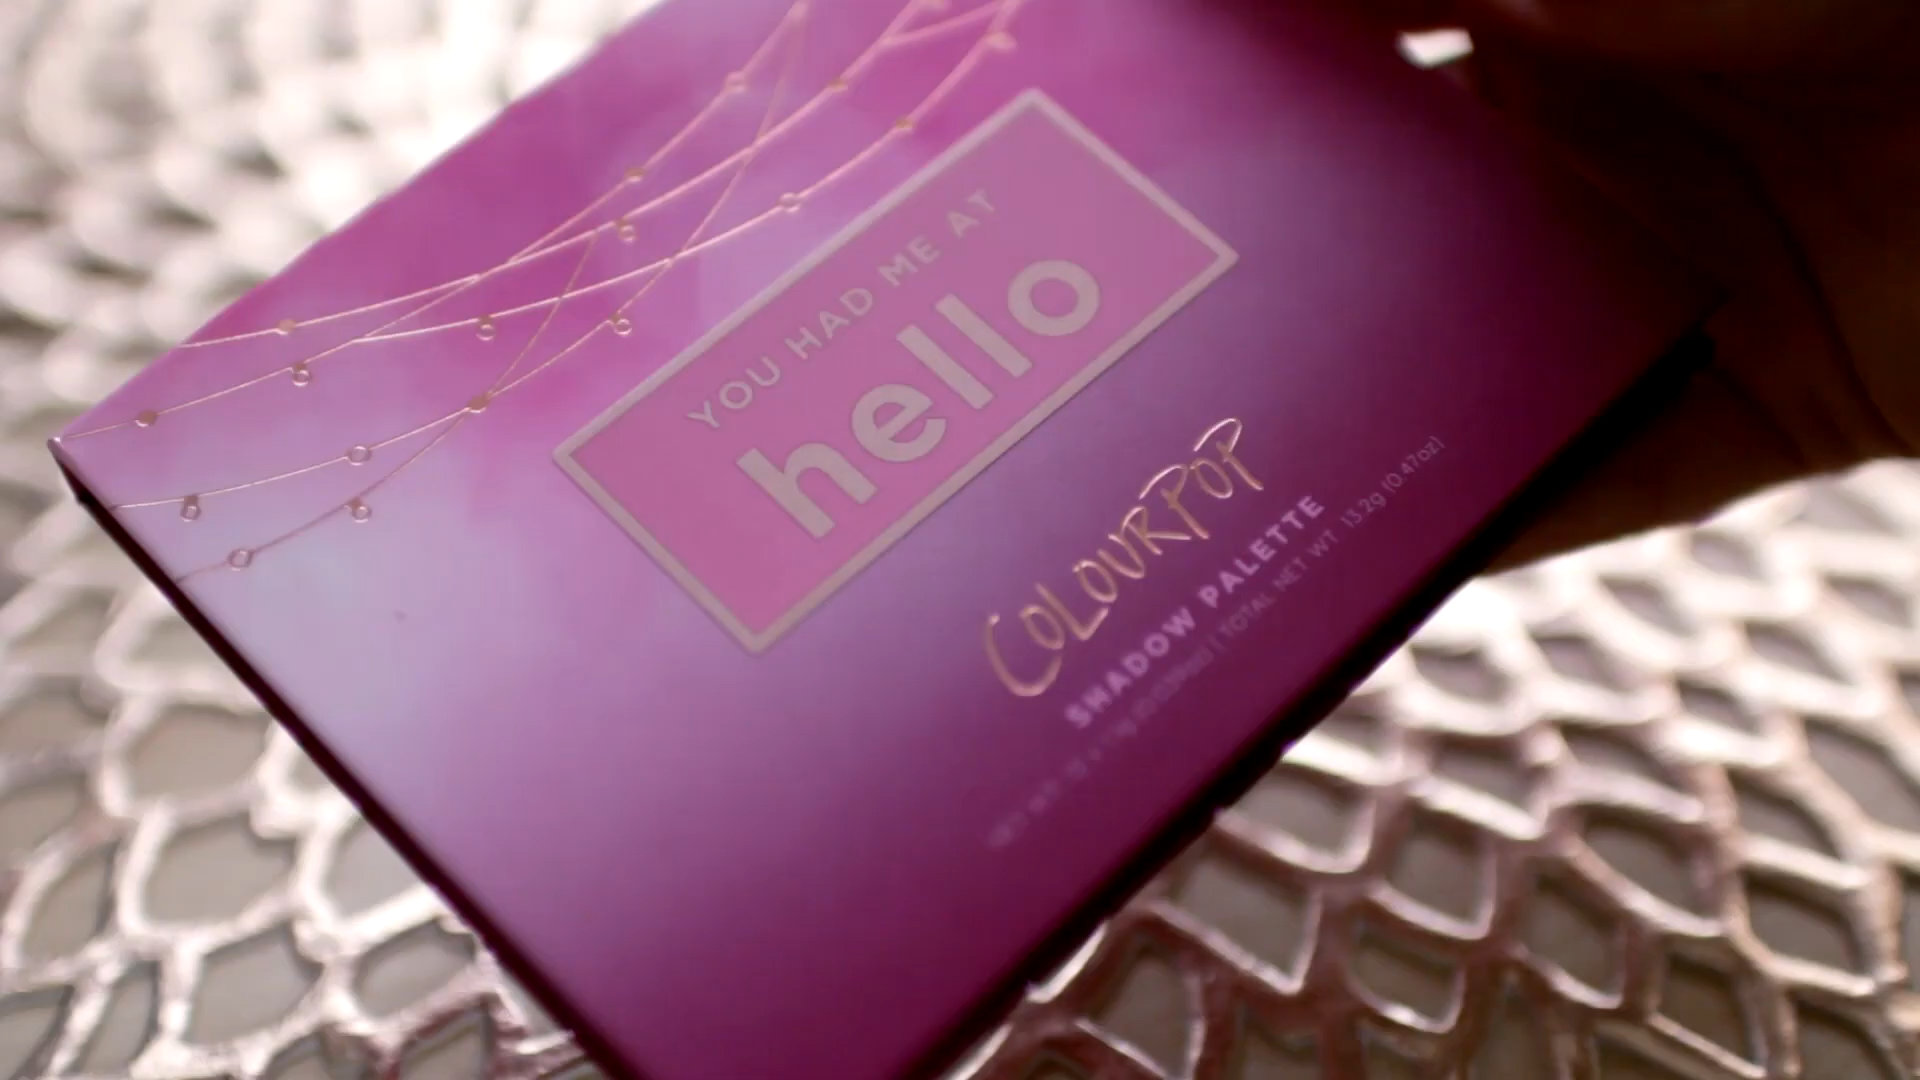 YOU HAD ME AT
hello
COLOURPOP
SHADOW PALETTE
TOTAL NET WT 13.2g (0.47oz)